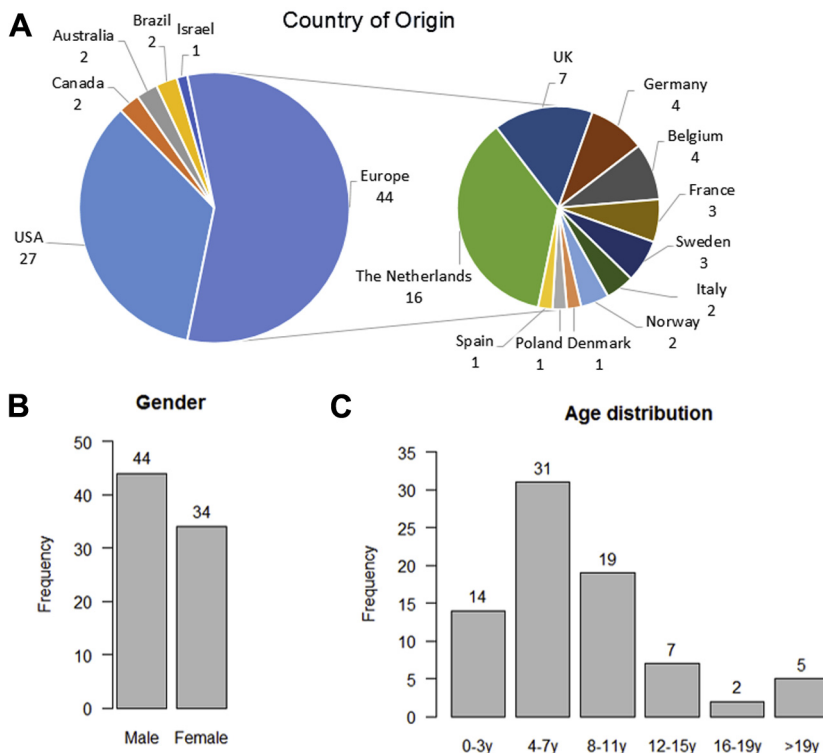 A
Country of Origin
Brazil
2
Israel
1
Australia
2
Canada
2
USA
27
Europe
44
UK
7
Germany
4
Belgium
4
France
3
Sweden
3
Italy
2
Norway
2
Denmark
1
Poland
1
Spain
1
The Netherlands
16
B
Gender
Frequency
50
40
30
20
10
0
44
34
Male Female
C
Age distribution
Frequency
35
30
25
20
15
10
5
0
14
31
19
7
2
5
0-3y 4-7y 8-11y 12-15y 16-19y >19y